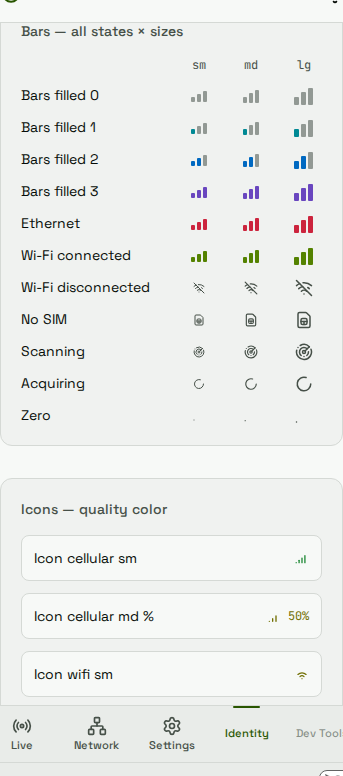 Bars — all states × sizes
sm md lg
Bars filled 0
Bars filled 1
Bars filled 2
Bars filled 3
Ethernet
Wi-Fi connected
Wi-Fi disconnected
No SIM
Scanning
Acquiring
Zero
Icons — quality color
Icon cellular sm
Icon cellular md % 50%
Icon wifi sm
Live Network Settings Identity Dev Tools